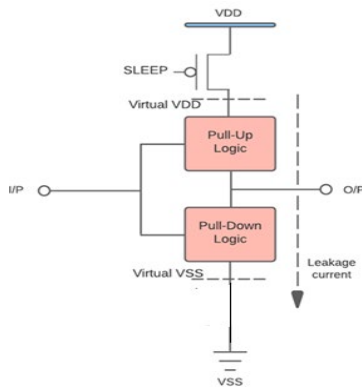 VDD
SLEEP
Virtual VDD
Pull-Up
Logic
I/P
O/P
Pull-Down
Logic
Virtual VSS
Leakage
current
VSS